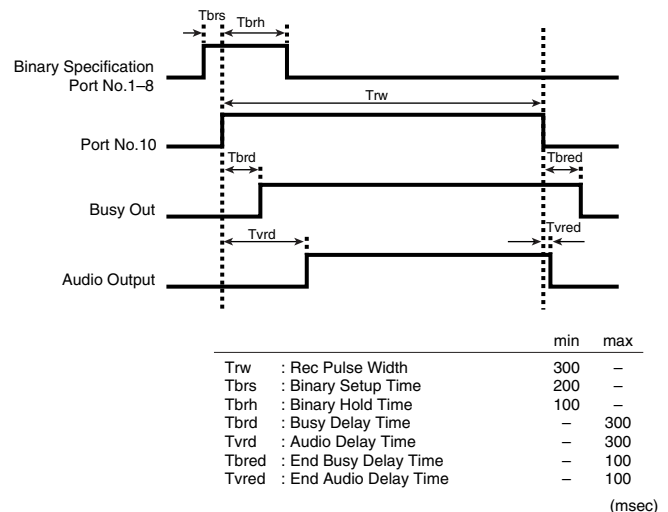 Tbrs
Tbrh
Binary Specification
Port No.1–8
Trw
Port No.10
Tbrd
Tbred
Busy Out
Tvrd
Tvred
Audio Output
min max
Trw : Rec Pulse Width 300 –
Tbrs : Binary Setup Time 200 –
Tbrh : Binary Hold Time 100 –
Tbrd : Busy Delay Time – 300
Tvrd : Audio Delay Time – 300
Tbred : End Busy Delay Time – 100
Tvred : End Audio Delay Time – 100
(msec)